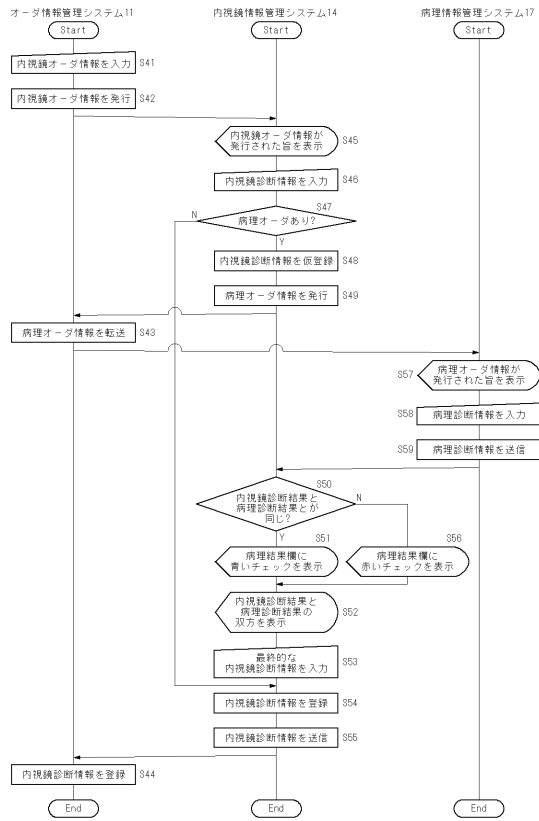 オーダ情報管理システム11
内視鏡情報管理システム14
病理情報管理システム17
Start
Start
Start
内視鏡オーダ情報を入力
S41
内視鏡オーダ情報を発行
S42
内視鏡オーダ情報が
発行された旨を表示
S45
内視鏡診断情報を入力
S46
S47
N
病理オーダあり?
Y
内視鏡診断情報を仮登録
S48
病理オーダ情報を発行
S49
病理オーダ情報を転送
S43
S57
病理オーダ情報が
発行された旨を表示
S58
病理診断情報を入力
S59
病理診断情報を送信
S50
内視鏡診断結果と
病理診断結果とが
同じ?
N
Y
S51
S56
病理結果欄に
青いチェックを表示
病理結果欄に
赤いチェックを表示
内視鏡診断結果と
病理診断結果の
双方を表示
S52
最終的な
内視鏡診断情報を入力
S53
内視鏡診断情報を登録
S54
内視鏡診断情報を送信
S55
内視鏡診断情報を登録
S44
End
End
End